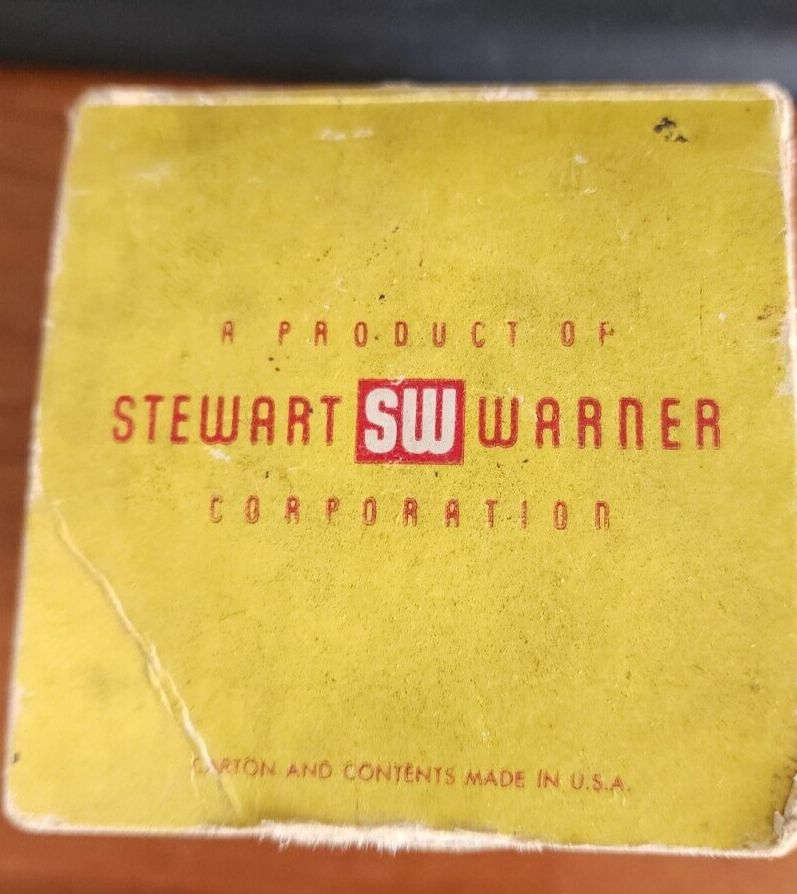 A PRODUCT OF
STEWART SW WARNER
CORPORATION
CARTON AND CONTENTS MADE IN U.S.A.